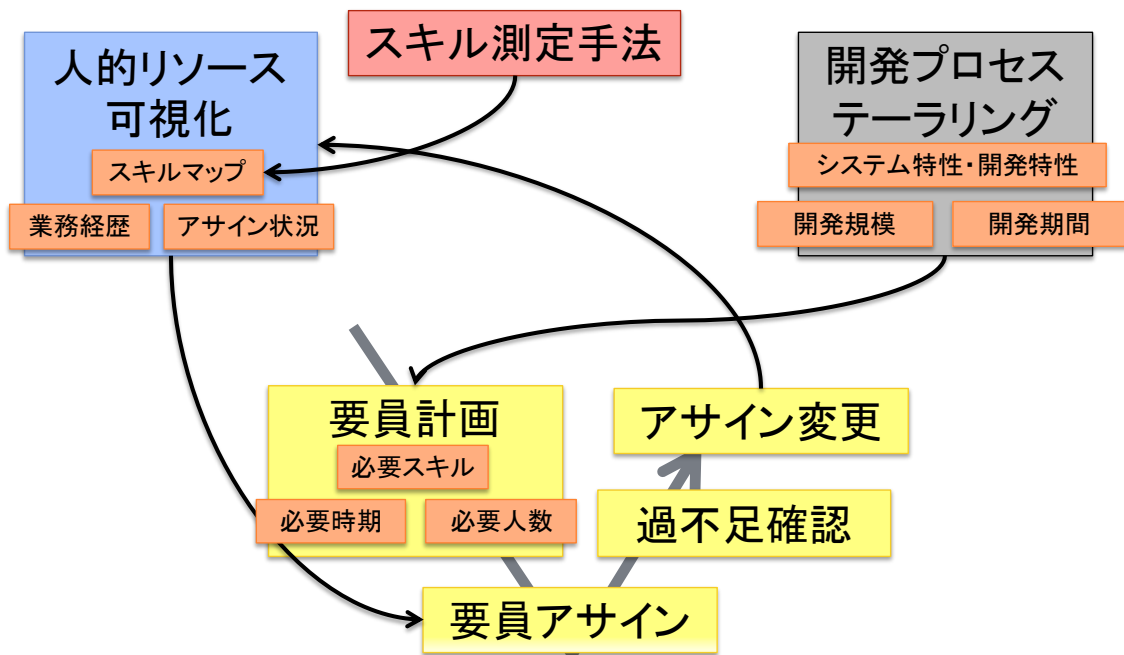 スキル測定手法
人的リソース
可視化
スキルマップ
業務経歴
アサイン状況
開発プロセス
テーラリング
システム特性・開発特性
開発規模
開発期間
要員計画
必要スキル
必要時期
必要人数
アサイン変更
過不足確認
要員アサイン